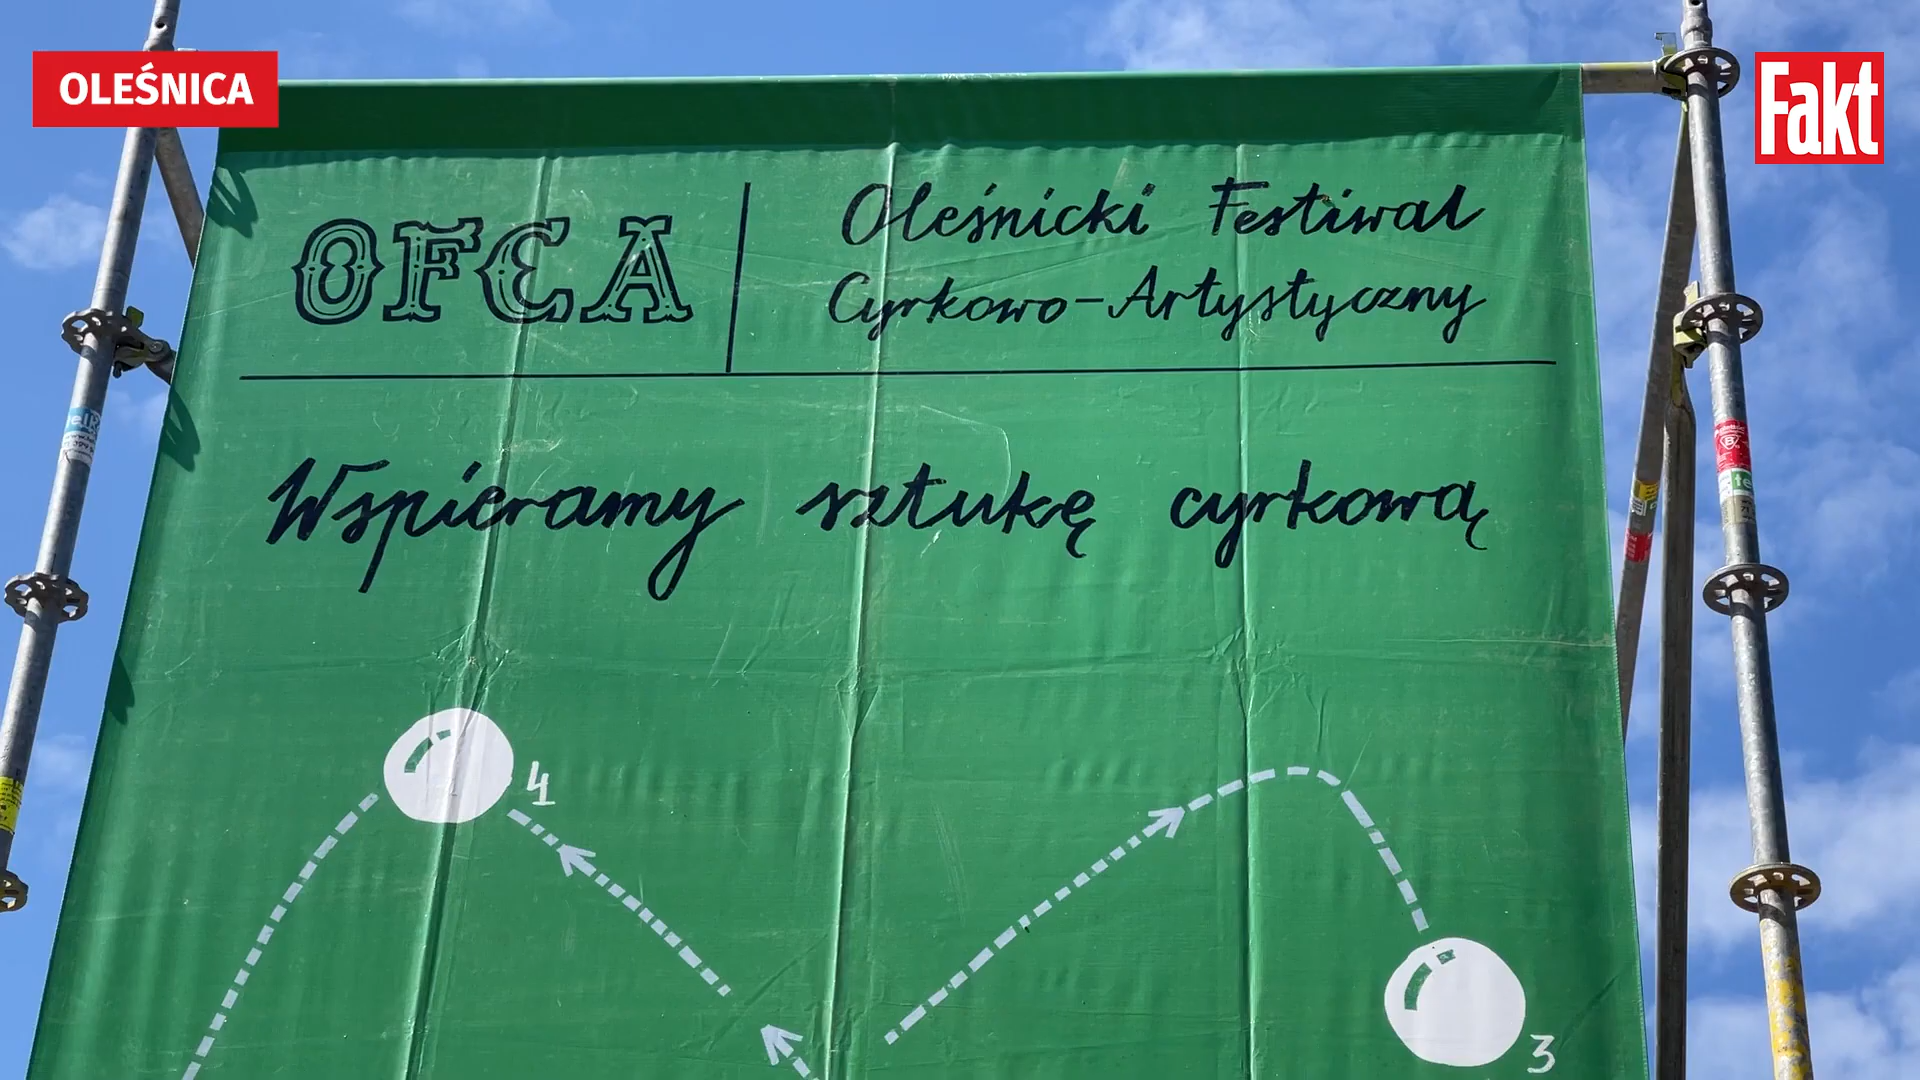 OLEŚNICA
Fakt
OFCA
Oleśnicki Festiwal
Cyrkowo-Artystyczny
Wspieramy sztukę cyrkową
4
3